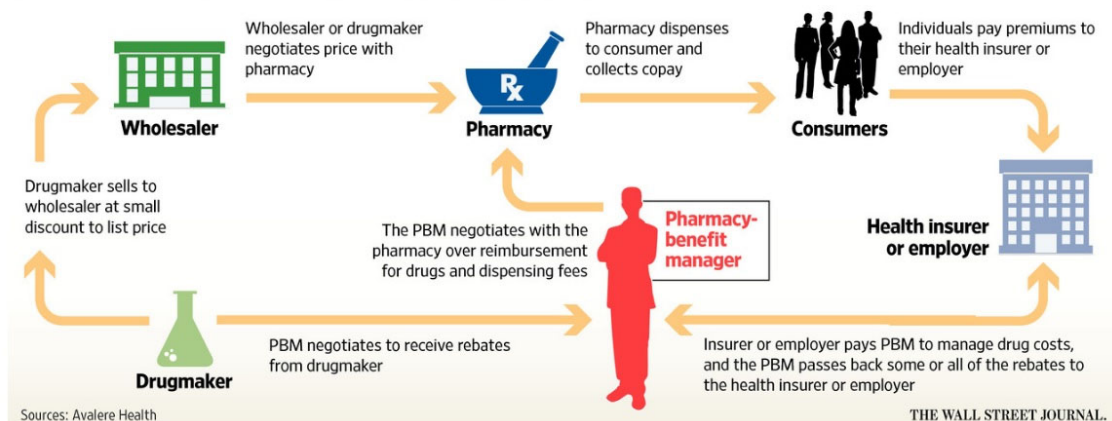 Wholesaler or drugmaker
negotiates price with
pharmacy
Pharmacy dispenses
to consumer and
collects copay
Individuals pay premiums to
their health insurer or
employer
Wholesaler
Rx
Pharmacy
Consumers
Drugmaker sells to
wholesaler at small
discount to list price
The PBM negotiates with the
pharmacy over reimbursement
for drugs and dispensing fees
Pharmacy-
benefit
manager
Health insurer
or employer
Drugmaker
PBM negotiates to receive rebates
from drugmaker
Insurer or employer pays PBM to manage drug costs,
and the PBM passes back some or all of the rebates to
the health insurer or employer
Sources: Avalere Health
THE WALL STREET JOURNAL.